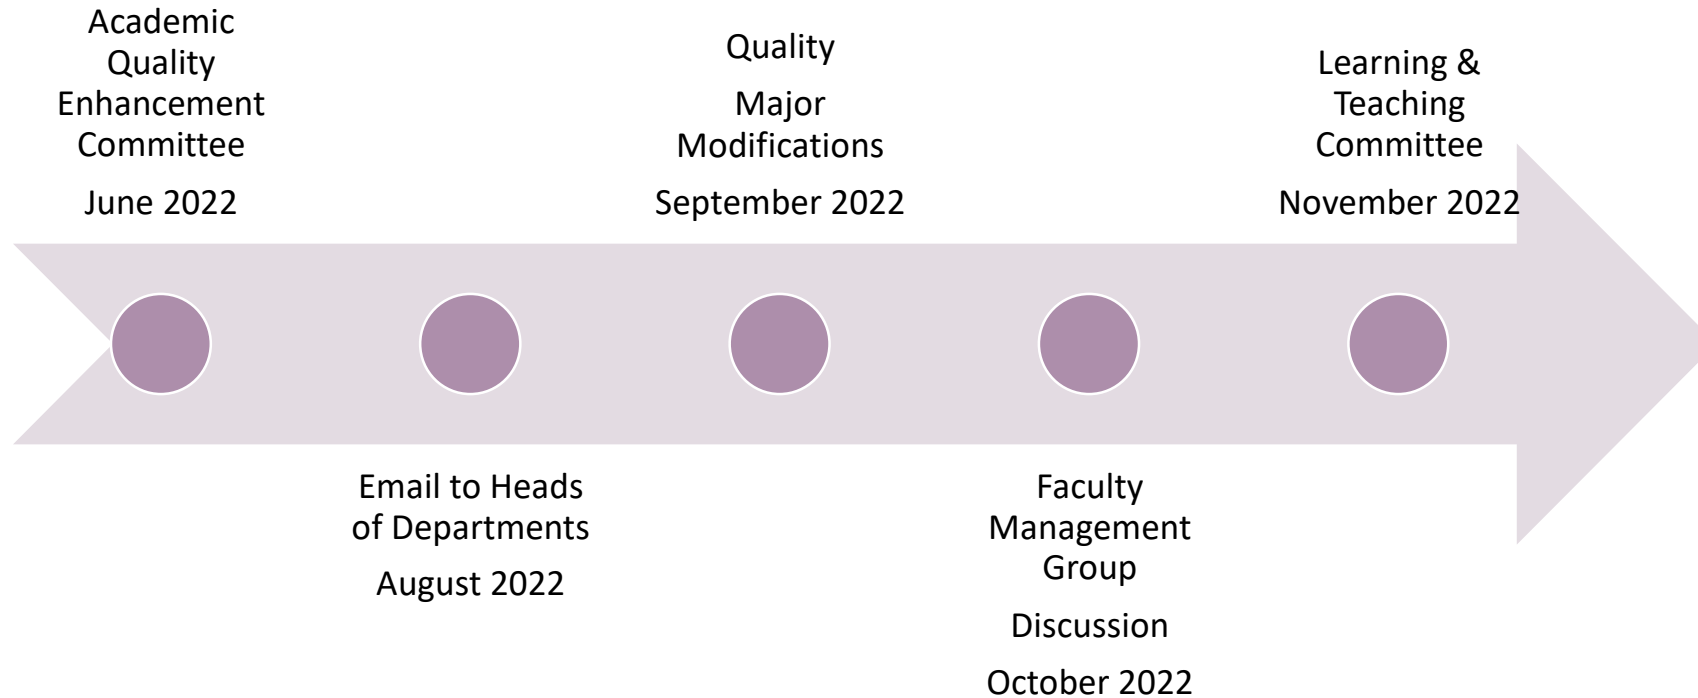 Academic
Quality
Enhancement
Committee
June 2022
Email to Heads
of Departments
August 2022
Quality
Major
Modifications
September 2022
Faculty
Management
Group
Discussion
October 2022
Learning &
Teaching
Committee
November 2022